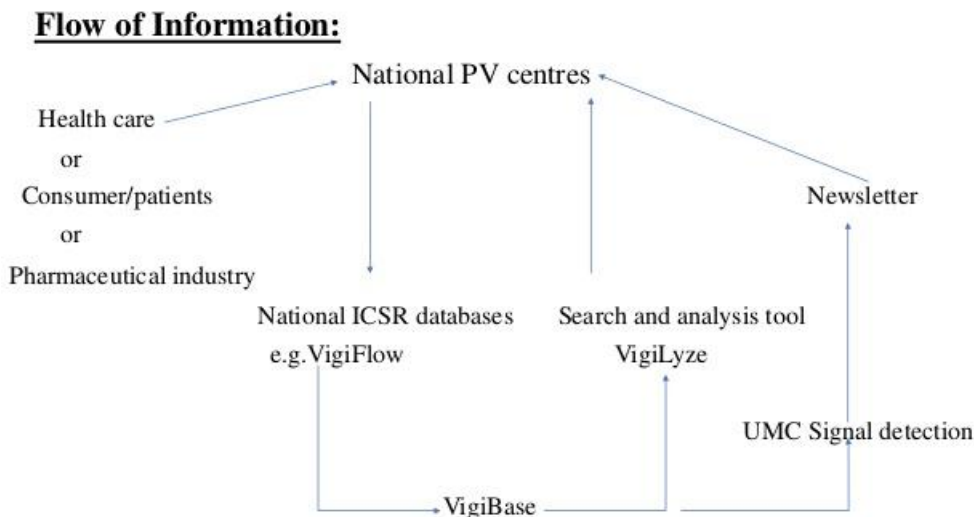 Flow of Information:
National PV centres
Health care
or
Consumer/patients
or
Pharmaceutical industry
Newsletter
National ICSR databases
e.g.VigiFlow
Search and analysis tool
VigiLyze
UMC Signal detection
VigiBase